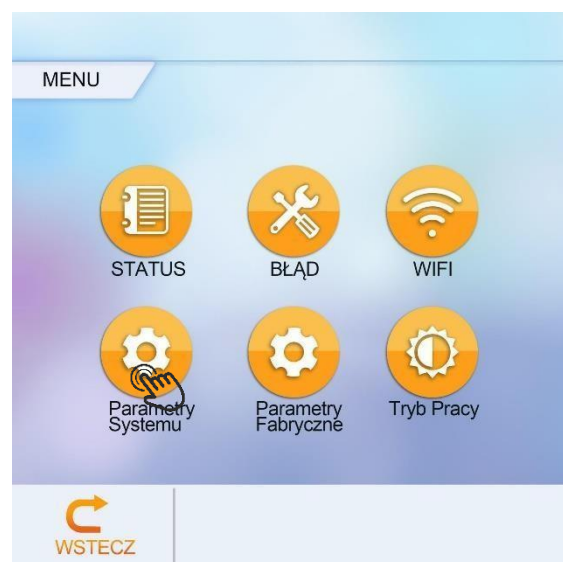 MENU
STATUS
BŁĄD
WIFI
Parametry
Systemu
Parametry
Fabryczne
Tryb Pracy
WSTECZ